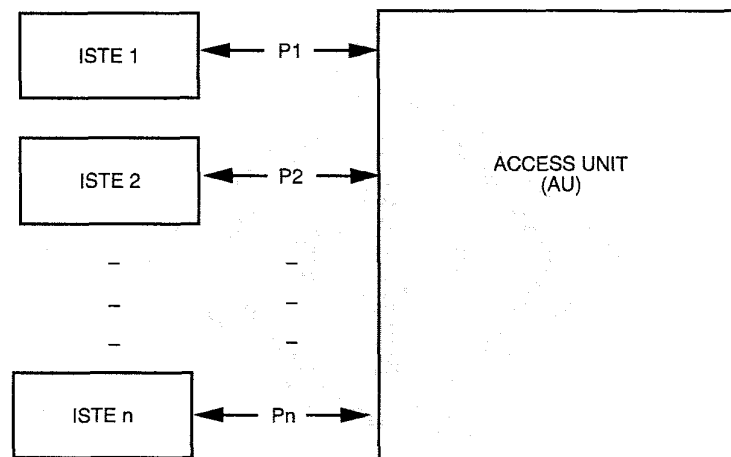 ISTE 1
P1
ISTE 2
P2
ACCESS UNIT
(AU)
ISTE n
Pn